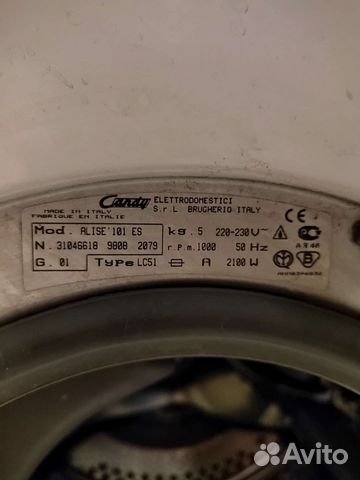 Candy ELETTRODOMESTICI
MADE IN ITALY S.r.L BRUGHERIO ITALY
FABRIQUE EN ITALIE
Mod. ALISE'101 ES kg. 5 220-230V~
N. 31046618 9808 2079 r.p.m. 1000 50 Hz
G. 01 Type LC51 A 2100 W
CE
Avito